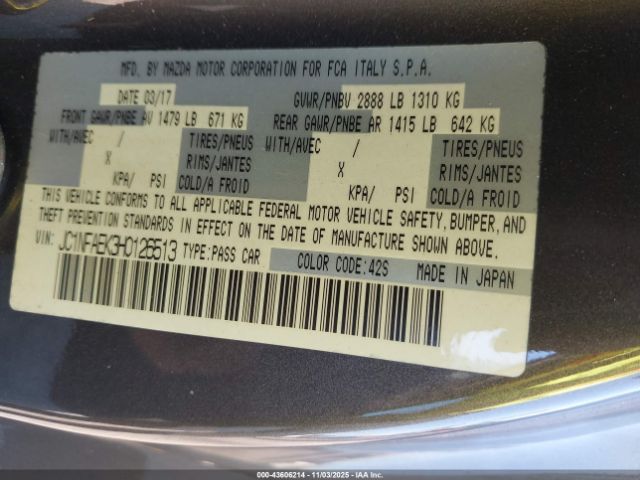 MFD. BY MAZDA MOTOR CORPORATION FOR FCA ITALY S.P.A.
DATE 03/17 GVWR/PNBV 2888 LB 1310 KG
FRONT GAWR/PNBE AV 1479 LB 671 KG REAR GAWR/PNBE AR 1415 LB 642 KG
WITH/AVEC / TIRES/PNEUS WITH/AVEC / TIRES/PNEUS
X RIMS/JANTES X RIMS/JANTES
KPA/ PSI COLD/A FROID KPA/ PSI COLD/A FROID
THIS VEHICLE CONFORMS TO ALL APPLICABLE FEDERAL MOTOR VEHICLE SAFETY, BUMPER, AND
THEFT PREVENTION STANDARDS IN EFFECT ON THE DATE OF MANUFACTURE SHOWN ABOVE.
VIN: JC1NFAEK3H0126513 TYPE: PASS CAR COLOR CODE: 42S MADE IN JAPAN
000-43606214 - 11/03/2025 - IAA, Inc.